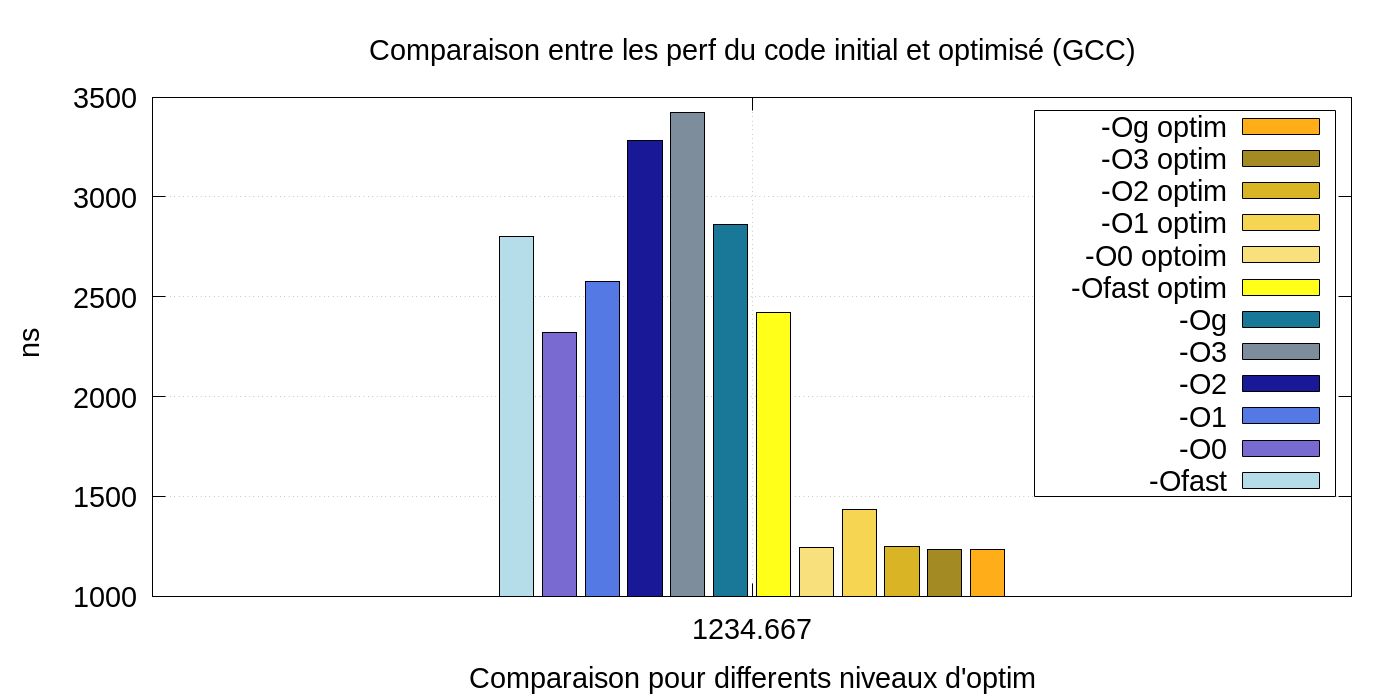 Comparaison entre les perf du code initial et optimisé (GCC)
3500
3000
2500
2000
1500
1000
ns
-Og optim
-O3 optim
-O2 optim
-O1 optim
-O0 optoim
-Ofast optim
-Og
-O3
-O2
-O1
-O0
-Ofast
1234.667
Comparaison pour differents niveaux d'optim